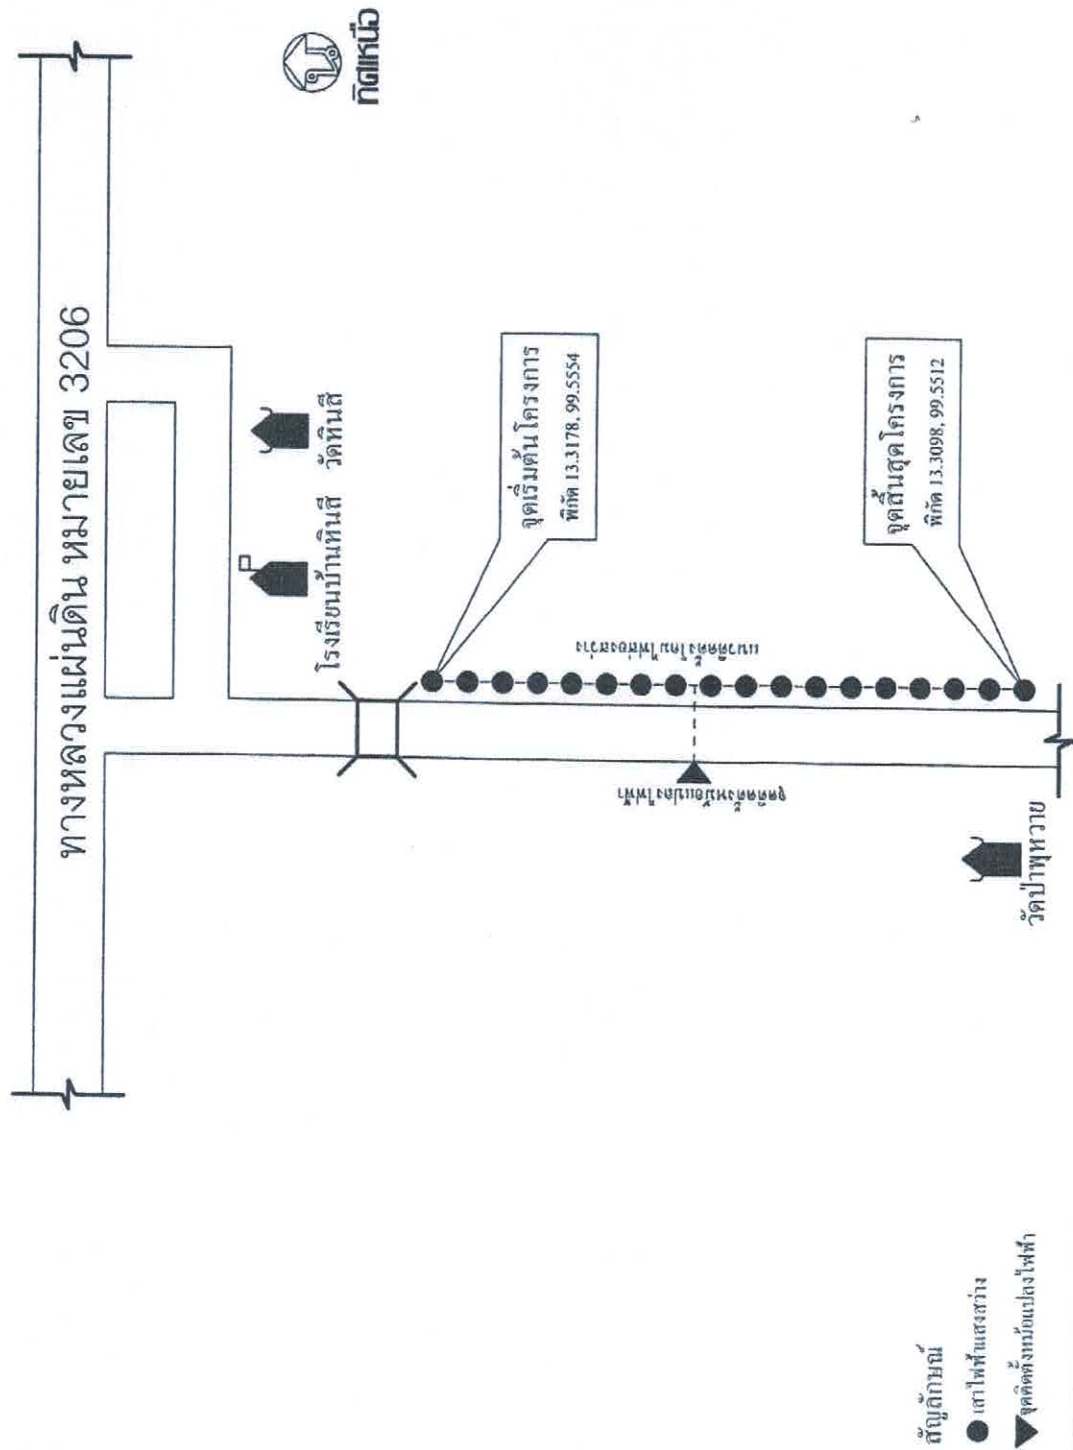 ทางหลวงแผ่นดิน หมายเลข 3206
ทิศเหนือ
โรงเรียนบ้านหินสี
วัดหินสี
จุดเริ่มต้นโครงการ
พิกัด 13.3178, 99.5554
แนวติดตั้งโคมไฟส่องสว่าง
จุดติดตั้งหม้อแปลงไฟฟ้า
จุดสิ้นสุดโครงการ
พิกัด 13.3098, 99.5512
วัดป่าพุหวาย
สัญลักษณ์
เสาไฟฟ้าแสงสว่าง
จุดติดตั้งหม้อแปลงไฟฟ้า